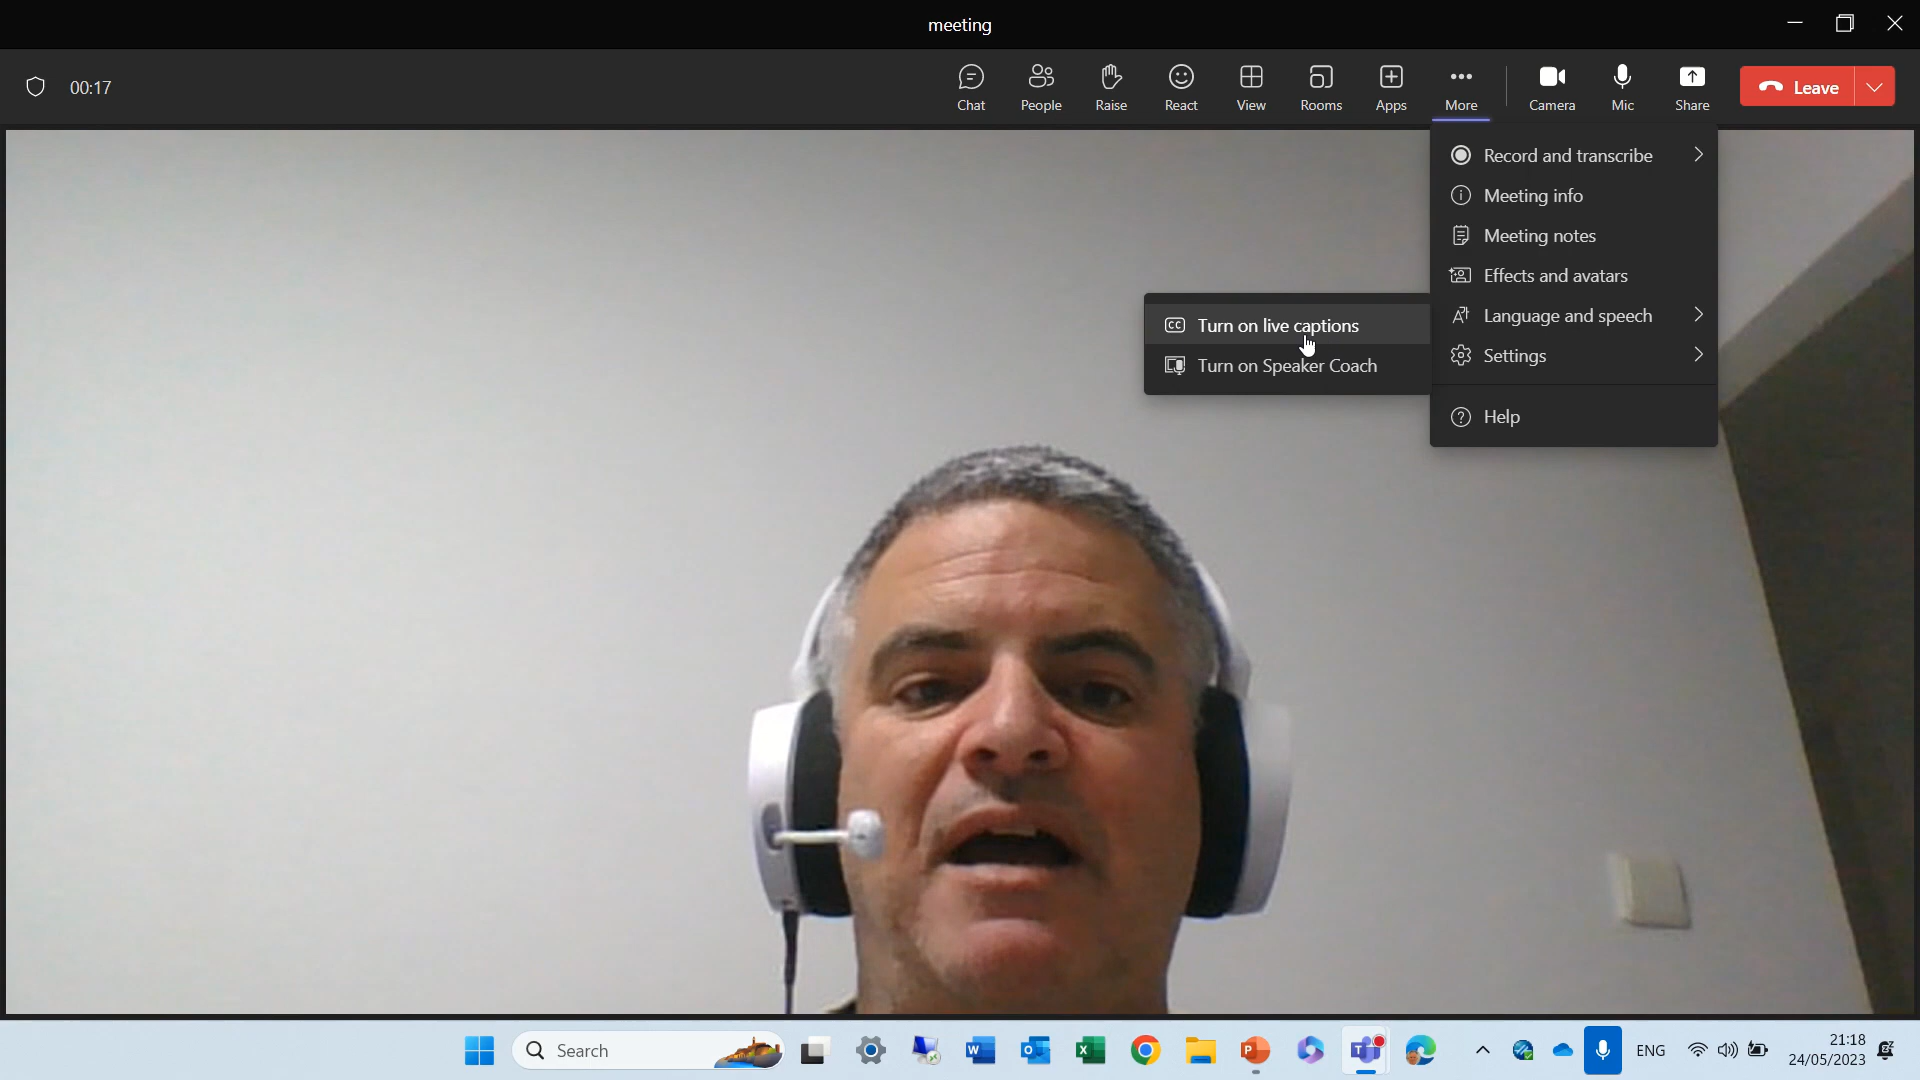 meeting
00:17
Chat
People
Raise
React
View
Rooms
Apps
More
Camera
Mic
Share
Leave
Record and transcribe
Meeting info
Meeting notes
Effects and avatars
Language and speech
Settings
Help
CC Turn on live captions
Turn on Speaker Coach
Search
ENG
21:18
24/05/2023